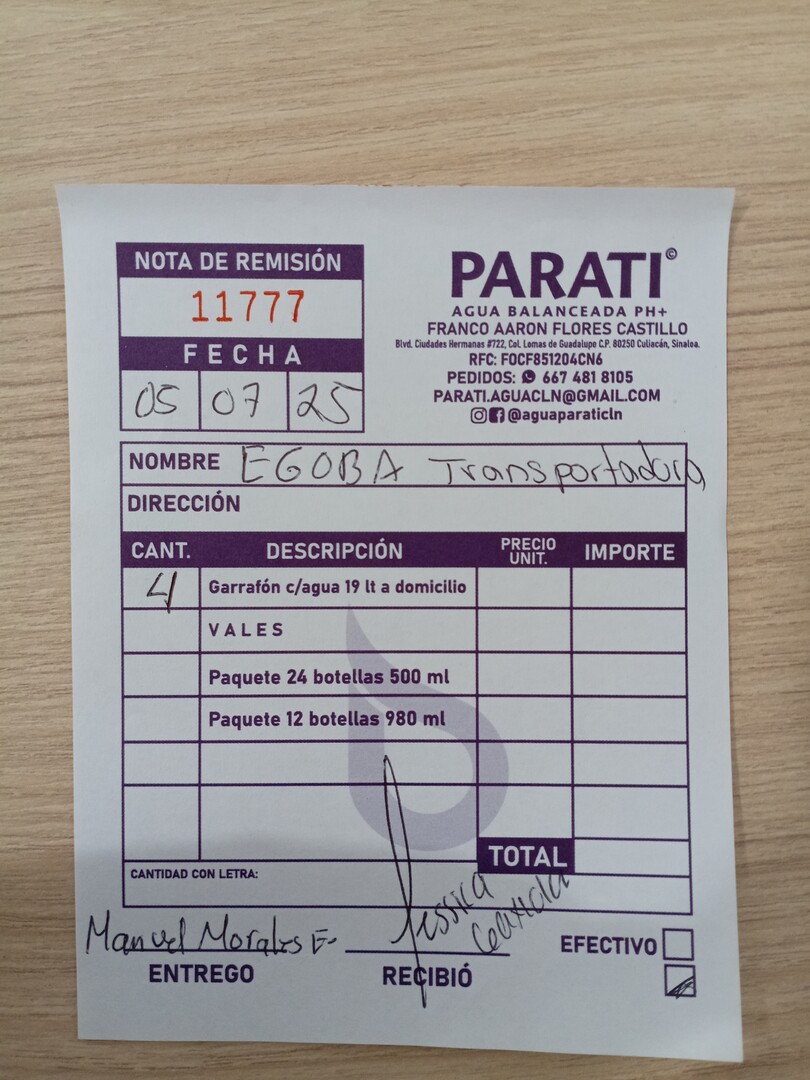 NOTA DE REMISIÓN
11777
FECHA
05 07 25
PARATI©
AGUA BALANCEADA PH+
FRANCO AARON FLORES CASTILLO
Blvd. Ciudades Hermanas #722, Col. Lomas de Guadalupe C.P. 80250 Culiacán, Sinaloa.
RFC: FOCF851204CN6
PEDIDOS: 667 481 8105
PARATI.AGUACLN@GMAIL.COM
@aguaparaticln
NOMBRE EGOBA Transportadora
DIRECCIÓN
CANT. DESCRIPCIÓN PRECIO UNIT. IMPORTE
4 Garrafón c/agua 19 lt a domicilio
VALES
Paquete 24 botellas 500 ml
Paquete 12 botellas 980 ml
TOTAL
CANTIDAD CON LETRA:
Manuel Morales E. Jessica
ENTREGO RECIBIÓ EFECTIVO